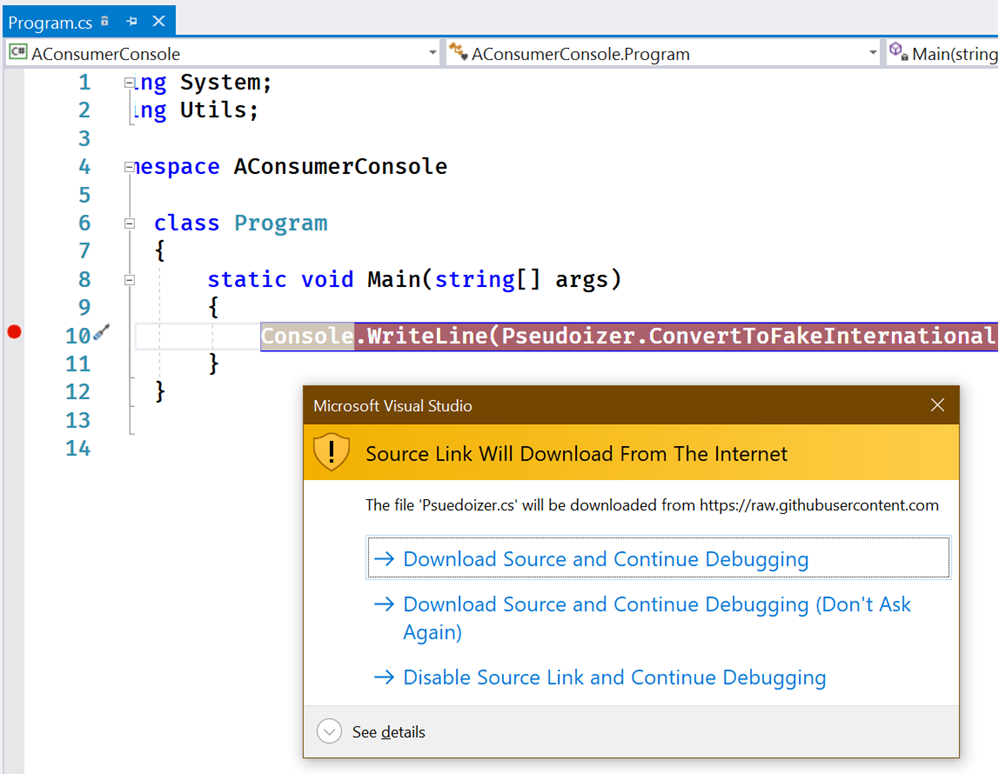 Program.cs
C# AConsumerConsole AConsumerConsole.Program Main(string
1 ing System;
2 ing Utils;
3
4 mespace AConsumerConsole
5
6 class Program
7 {
8 static void Main(string[] args)
9 {
10 Console.WriteLine(Pseudoizer.ConvertToFakeInternational
11 }
12 }
13
14
Microsoft Visual Studio
Source Link Will Download From The Internet
The file 'Psuedoizer.cs' will be downloaded from https://raw.githubusercontent.com
Download Source and Continue Debugging
Download Source and Continue Debugging (Don't Ask
Again)
Disable Source Link and Continue Debugging
See details